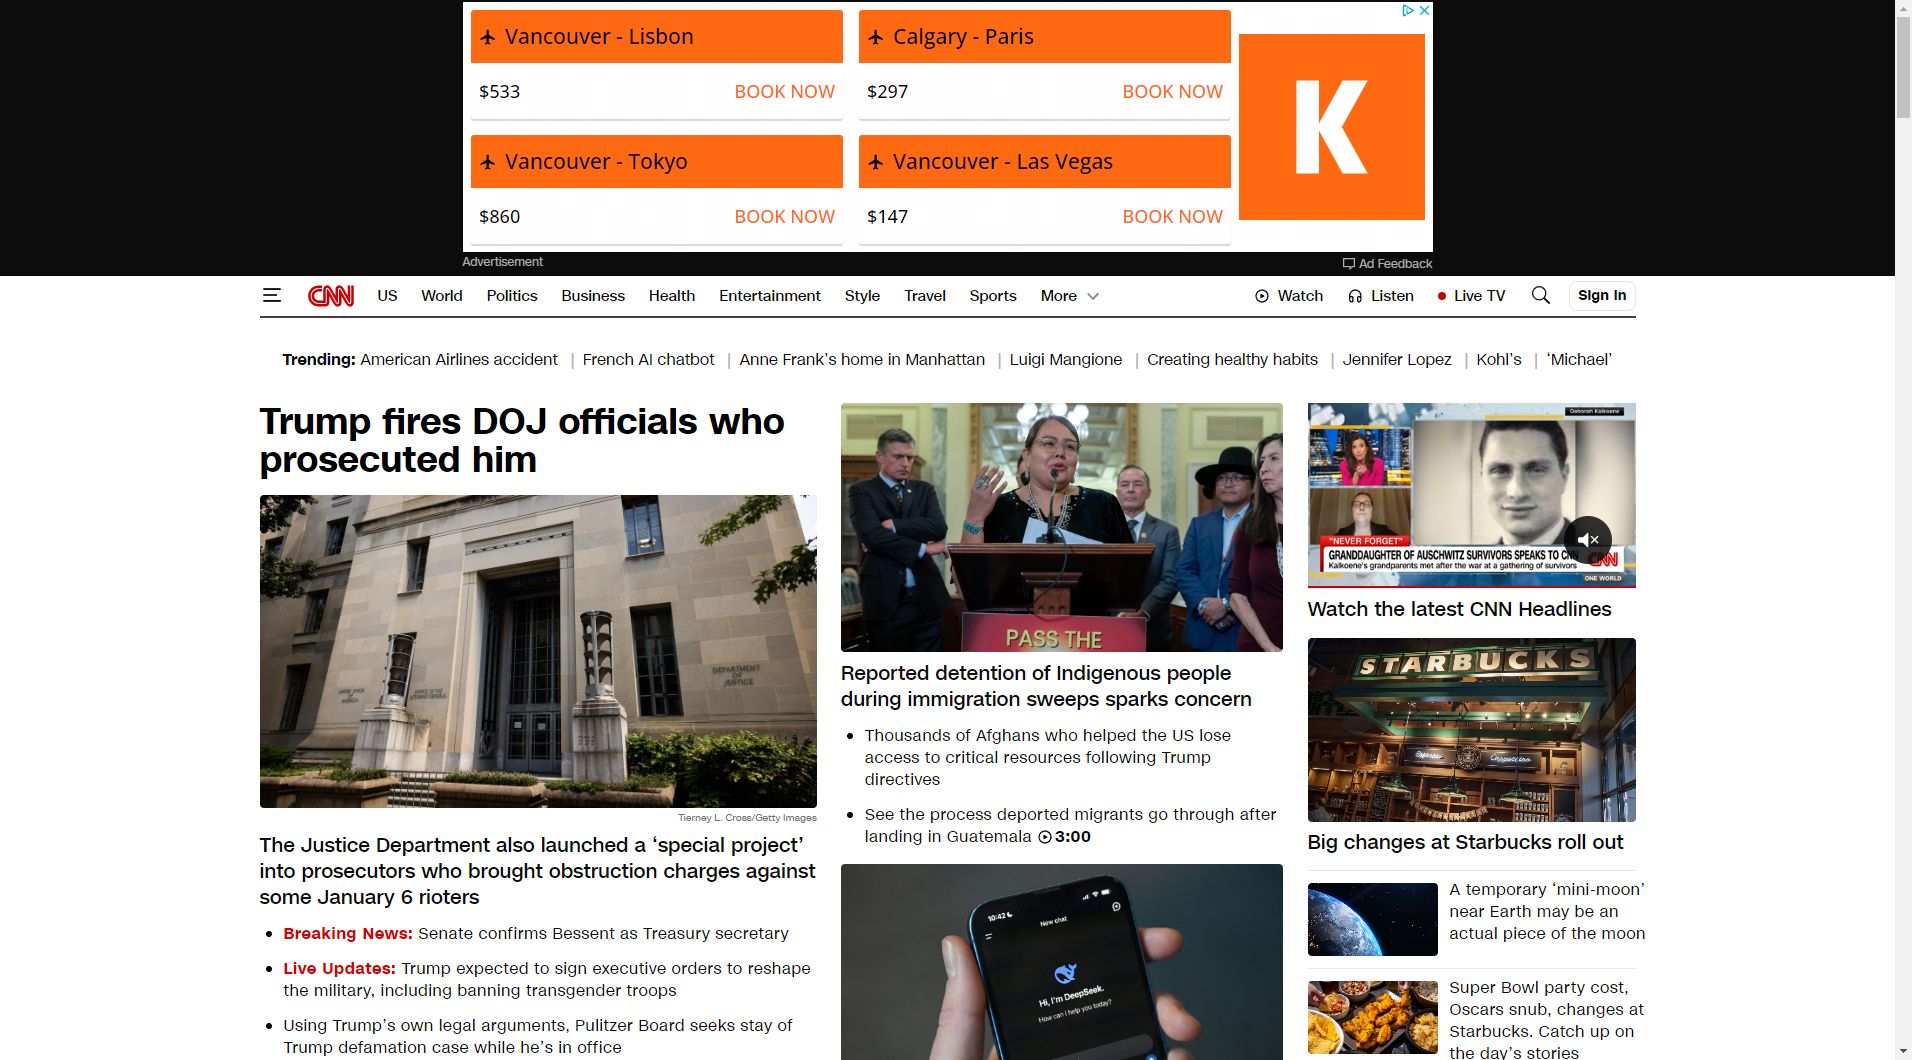 Vancouver - Lisbon
$533
BOOK NOW
Calgary - Paris
$297
BOOK NOW
Vancouver - Tokyo
$860
BOOK NOW
Vancouver - Las Vegas
$147
BOOK NOW
K
Advertisement
Ad Feedback
CNN
US
World
Politics
Business
Health
Entertainment
Style
Travel
Sports
More
Watch
Listen
Live TV
Sign in
Trending: American Airlines accident | French AI chatbot | Anne Frank’s home in Manhattan | Luigi Mangione | Creating healthy habits | Jennifer Lopez | Kohl’s | ‘Michael’
Trump fires DOJ officials who
prosecuted him
DEPARTMENT
OF
JUSTICE
Tierney L. Cross/Getty Images
The Justice Department also launched a ‘special project’
into prosecutors who brought obstruction charges against
some January 6 rioters
Breaking News: Senate confirms Bessent as Treasury secretary
Live Updates: Trump expected to sign executive orders to reshape
the military, including banning transgender troops
Using Trump’s own legal arguments, Pulitzer Board seeks stay of
Trump defamation case while he’s in office
PASS THE
Reported detention of Indigenous people
during immigration sweeps sparks concern
Thousands of Afghans who helped the US lose
access to critical resources following Trump
directives
See the process deported migrants go through after
landing in Guatemala 3:00
10:42
New chat
Hi, I'm DeepSeek.
How can I help you today?
Deborah Kalkoene
"NEVER FORGET"
GRANDDAUGHTER OF AUSCHWITZ SURVIVORS SPEAKS TO CNN
Kalkoene's grandparents met after the war at a gathering of survivors
CNN
ONE WORLD
Watch the latest CNN Headlines
STARBUCKS
Espresso
Cappuccino
Big changes at Starbucks roll out
A temporary ‘mini-moon’
near Earth may be an
actual piece of the moon
Super Bowl party cost,
Oscars snub, changes at
Starbucks. Catch up on
the day’s stories